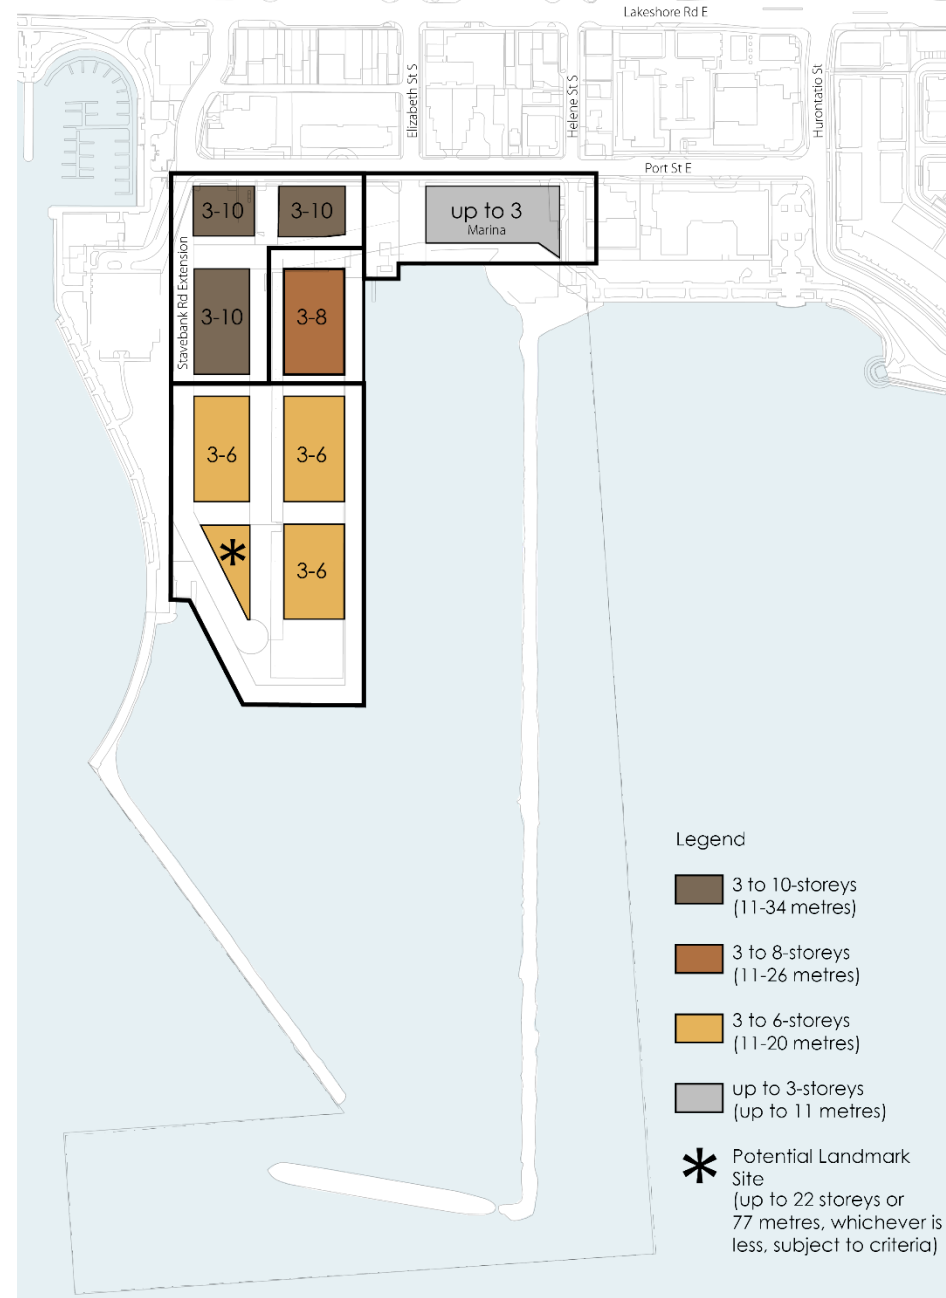 Lakeshore Rd E
Elizabeth St S
Helene St S
Hurontatio St
Port St E
3-10
3-10
up to 3
Marina
Stavebank Rd Extension
3-10
3-8
3-6
3-6
*
3-6
Legend
3 to 10-storeys
(11-34 metres)
3 to 8-storeys
(11-26 metres)
3 to 6-storeys
(11-20 metres)
up to 3-storeys
(up to 11 metres)
* Potential Landmark
Site
(up to 22 storeys or
77 metres, whichever is
less, subject to criteria)